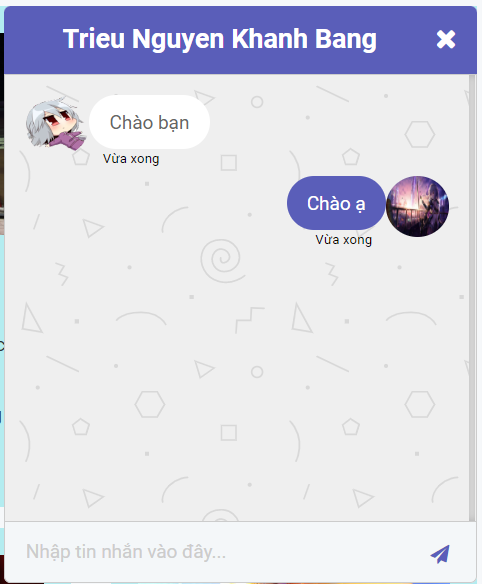 Trieu Nguyen Khanh Bang
Chào bạn
Vừa xong
Chào ạ
Vừa xong
Nhập tin nhắn vào đây...